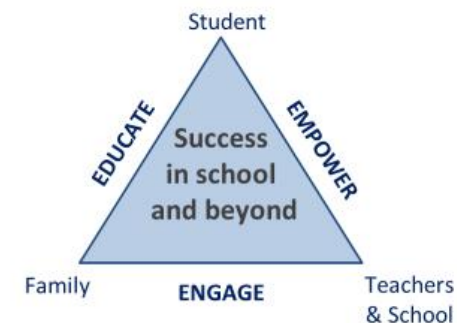 Student
EDUCATE
EMPOWER
Success
in school
and beyond
Family
ENGAGE
Teachers
& School